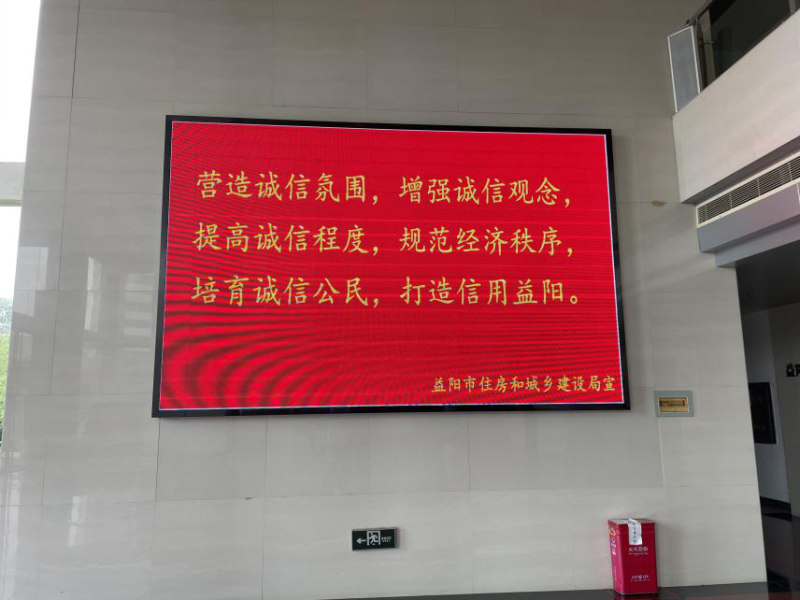 营造诚信氛围，增强诚信观念，
提高诚信程度，规范经济秩序，
培育诚信公民，打造信用益阳。
益阳市住房和城乡建设局宣